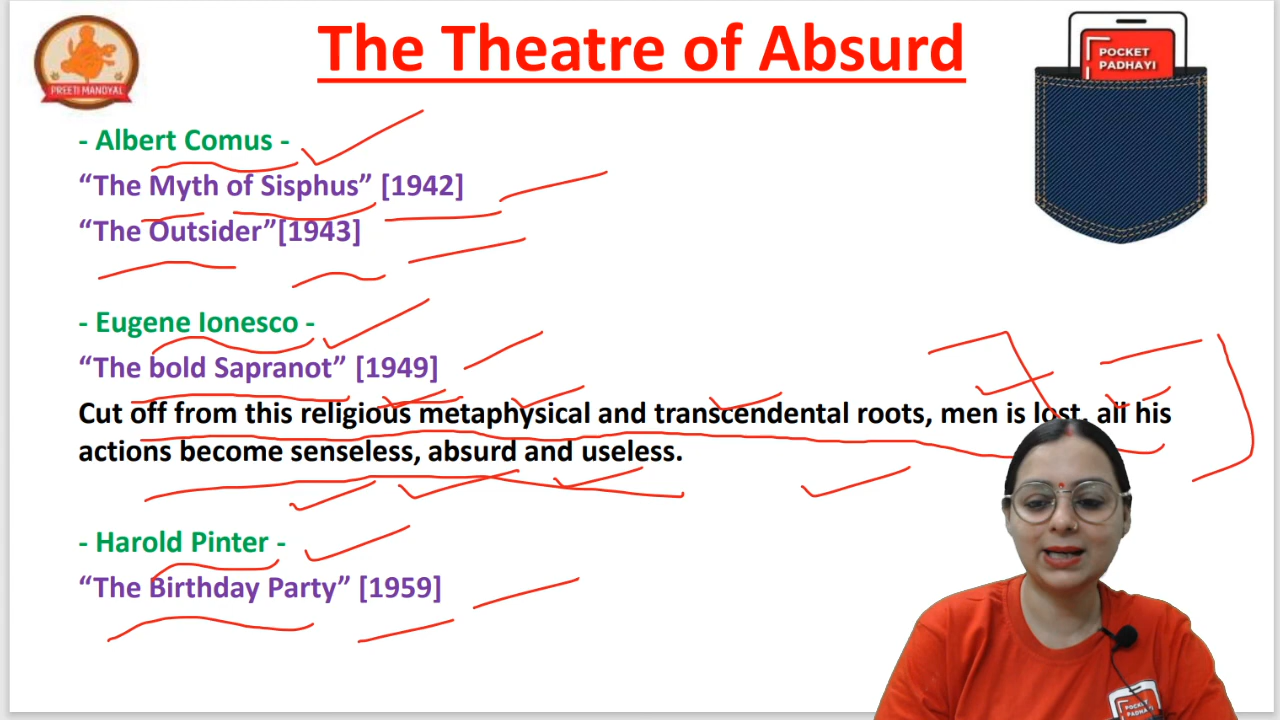 The Theatre of Absurd
PREETI MANDYAL
POCKET
PADHAYI
- Albert Comus -
“The Myth of Sisphus” [1942]
“The Outsider”[1943]
- Eugene Ionesco -
“The bold Sapranot” [1949]
Cut off from this religious metaphysical and transcendental roots, men is lost, all his
actions become senseless, absurd and useless.
- Harold Pinter -
“The Birthday Party” [1959]
POCKET
PADHAYI